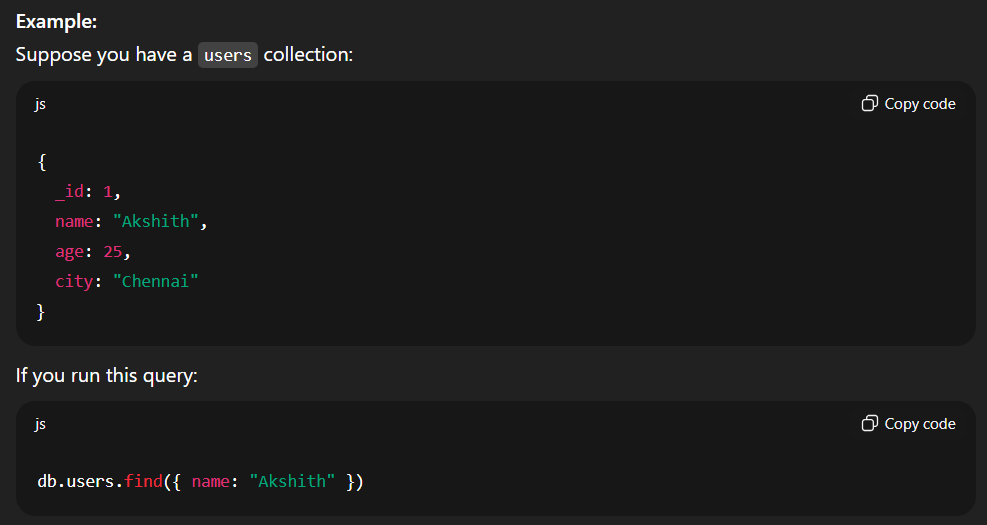 Example:
Suppose you have a users collection:
js
Copy code
{
_id: 1,
name: "Akshith",
age: 25,
city: "Chennai"
}
If you run this query:
js
Copy code
db.users.find({ name: "Akshith" })